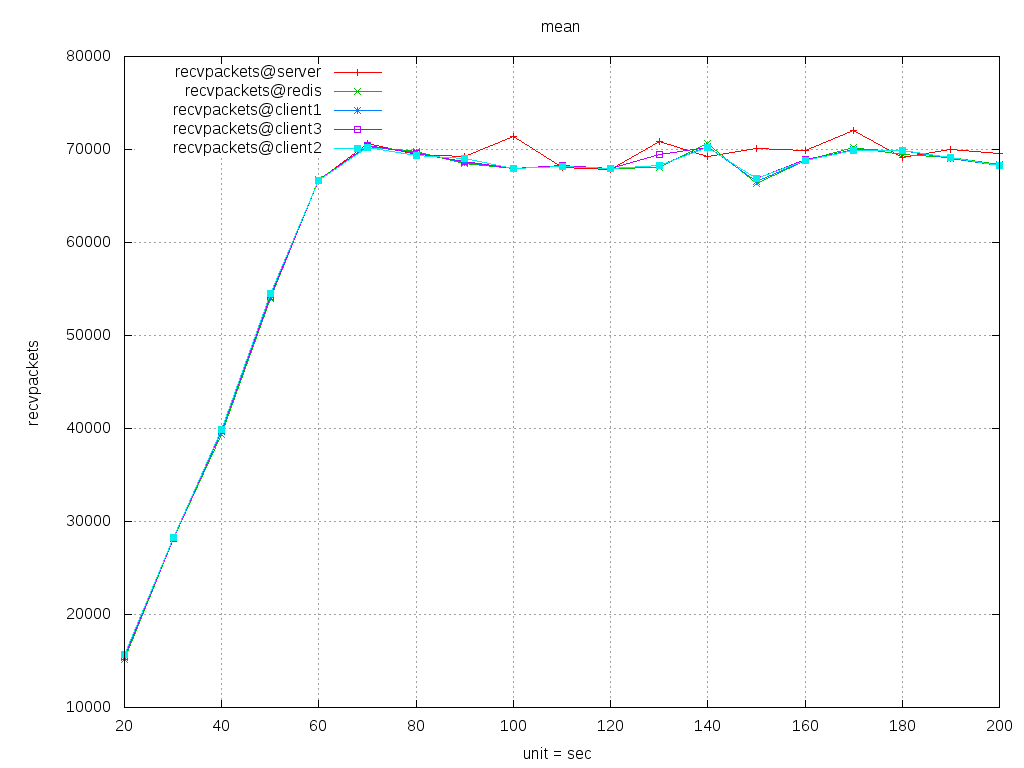 mean
80000
70000
60000
50000
40000
30000
20000
10000
recvpackets
recvpackets@server
recvpackets@redis
recvpackets@client1
recvpackets@client3
recvpackets@client2
20 40 60 80 100 120 140 160 180 200
unit = sec